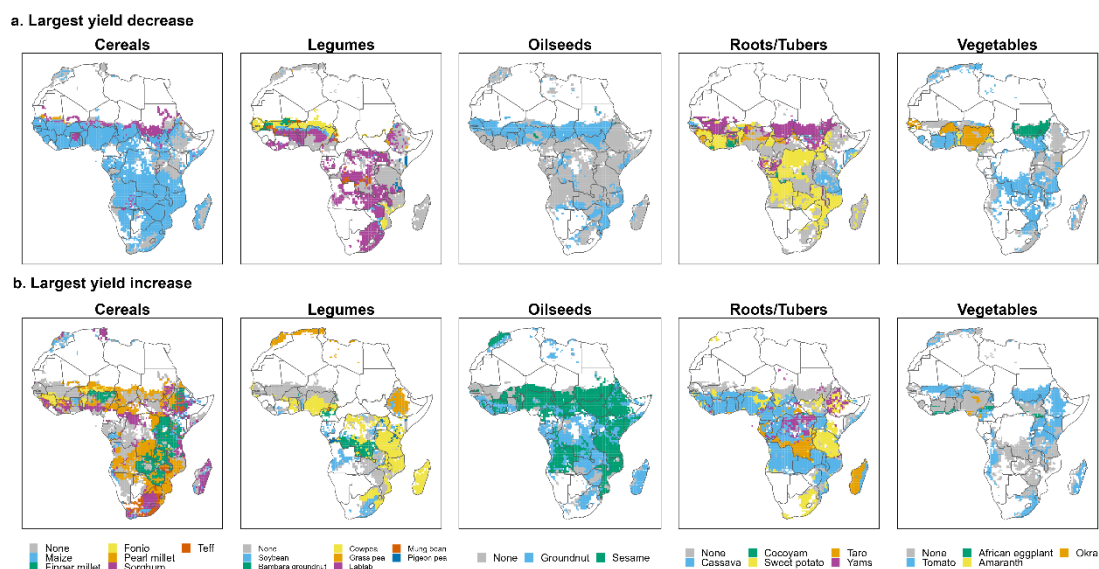 a. Largest yield decrease
Cereals Legumes Oilseeds Roots/Tubers Vegetables
b. Largest yield increase
Cereals Legumes Oilseeds Roots/Tubers Vegetables
None Fonio Teff
Maize Pearl millet
Finger millet Sorghum
None Cowpea Mung bean
Soybean Grass pea Pigeon pea
Bambara groundnut Lablab
None Groundnut Sesame
None Cocoyam Taro
Cassava Sweet potato Yams
None African eggplant Okra
Tomato Amaranth